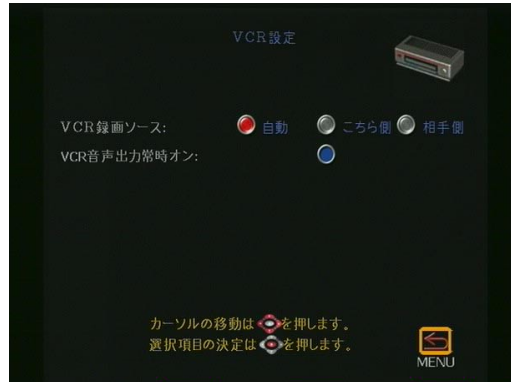 VCR設定
VCR録画ソース: 自動 こちら側 相手側
VCR音声出力常時オン:
カーソルの移動はを押します。
選択項目の決定はを押します。
MENU